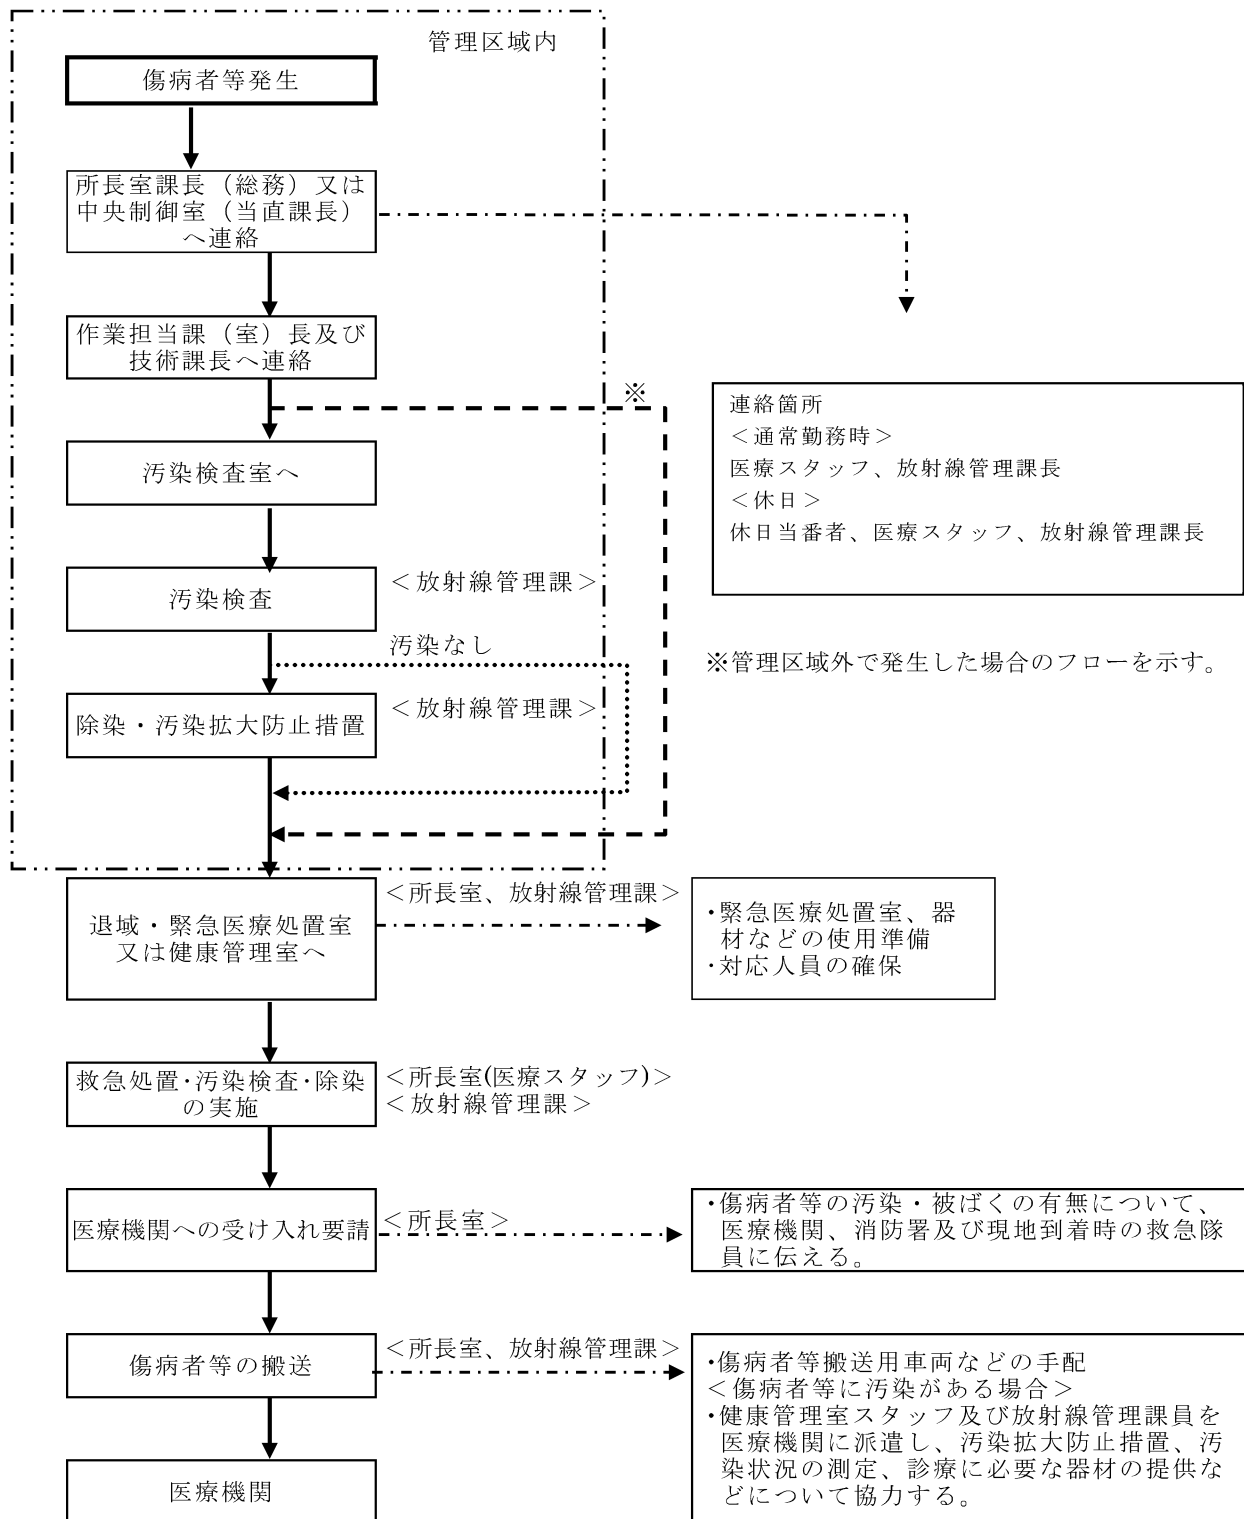 管理区域内
傷病者等発生
所長室課長（総務）又は
中央制御室（当直課長）
へ連絡
作業担当課（室）長及び
技術課長へ連絡
※
連絡箇所
＜通常勤務時＞
医療スタッフ、放射線管理課長
＜休日＞
休日当番者、医療スタッフ、放射線管理課長
汚染検査室へ
汚染検査
＜放射線管理課＞
汚染なし
※管理区域外で発生した場合のフローを示す。
除染・汚染拡大防止措置
＜放射線管理課＞
退域・緊急医療処置室
又は健康管理室へ
＜所長室、放射線管理課＞
・緊急医療処置室、器
材などの使用準備
・対応人員の確保
救急処置・汚染検査・除染
の実施
＜所長室(医療スタッフ)＞
＜放射線管理課＞
医療機関への受け入れ要請
＜所長室＞
・傷病者等の汚染・被ばくの有無について、
医療機関、消防署及び現地到着時の救急隊
員に伝える。
傷病者等の搬送
＜所長室、放射線管理課＞
・傷病者等搬送用車両などの手配
＜傷病者等に汚染がある場合＞
・健康管理室スタッフ及び放射線管理課員を
医療機関に派遣し、汚染拡大防止措置、汚
染状況の測定、診療に必要な器材の提供な
どについて協力する。
医療機関